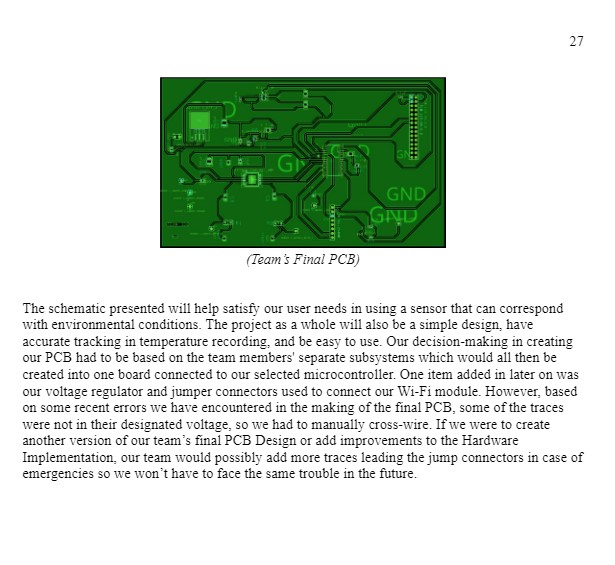 27
GND
GND
(Team's Final PCB)
The schematic presented will help satisfy our user needs in using a sensor that can correspond
with environmental conditions. The project as a whole will also be a simple design, have
accurate tracking in temperature recording, and be easy to use. Our decision-making in creating
our PCB had to be based on the team members' separate subsystems which would all then be
created into one board connected to our selected microcontroller. One item added in later on was
our voltage regulator and jumper connectors used to connect our Wi-Fi module. However, based
on some recent errors we have encountered in the making of the final PCB, some of the traces
were not in their designated voltage, so we had to manually cross-wire. If we were to create
another version of our team’s final PCB Design or add improvements to the Hardware
Implementation, our team would possibly add more traces leading the jump connectors in case of
emergencies so we won’t have to face the same trouble in the future.